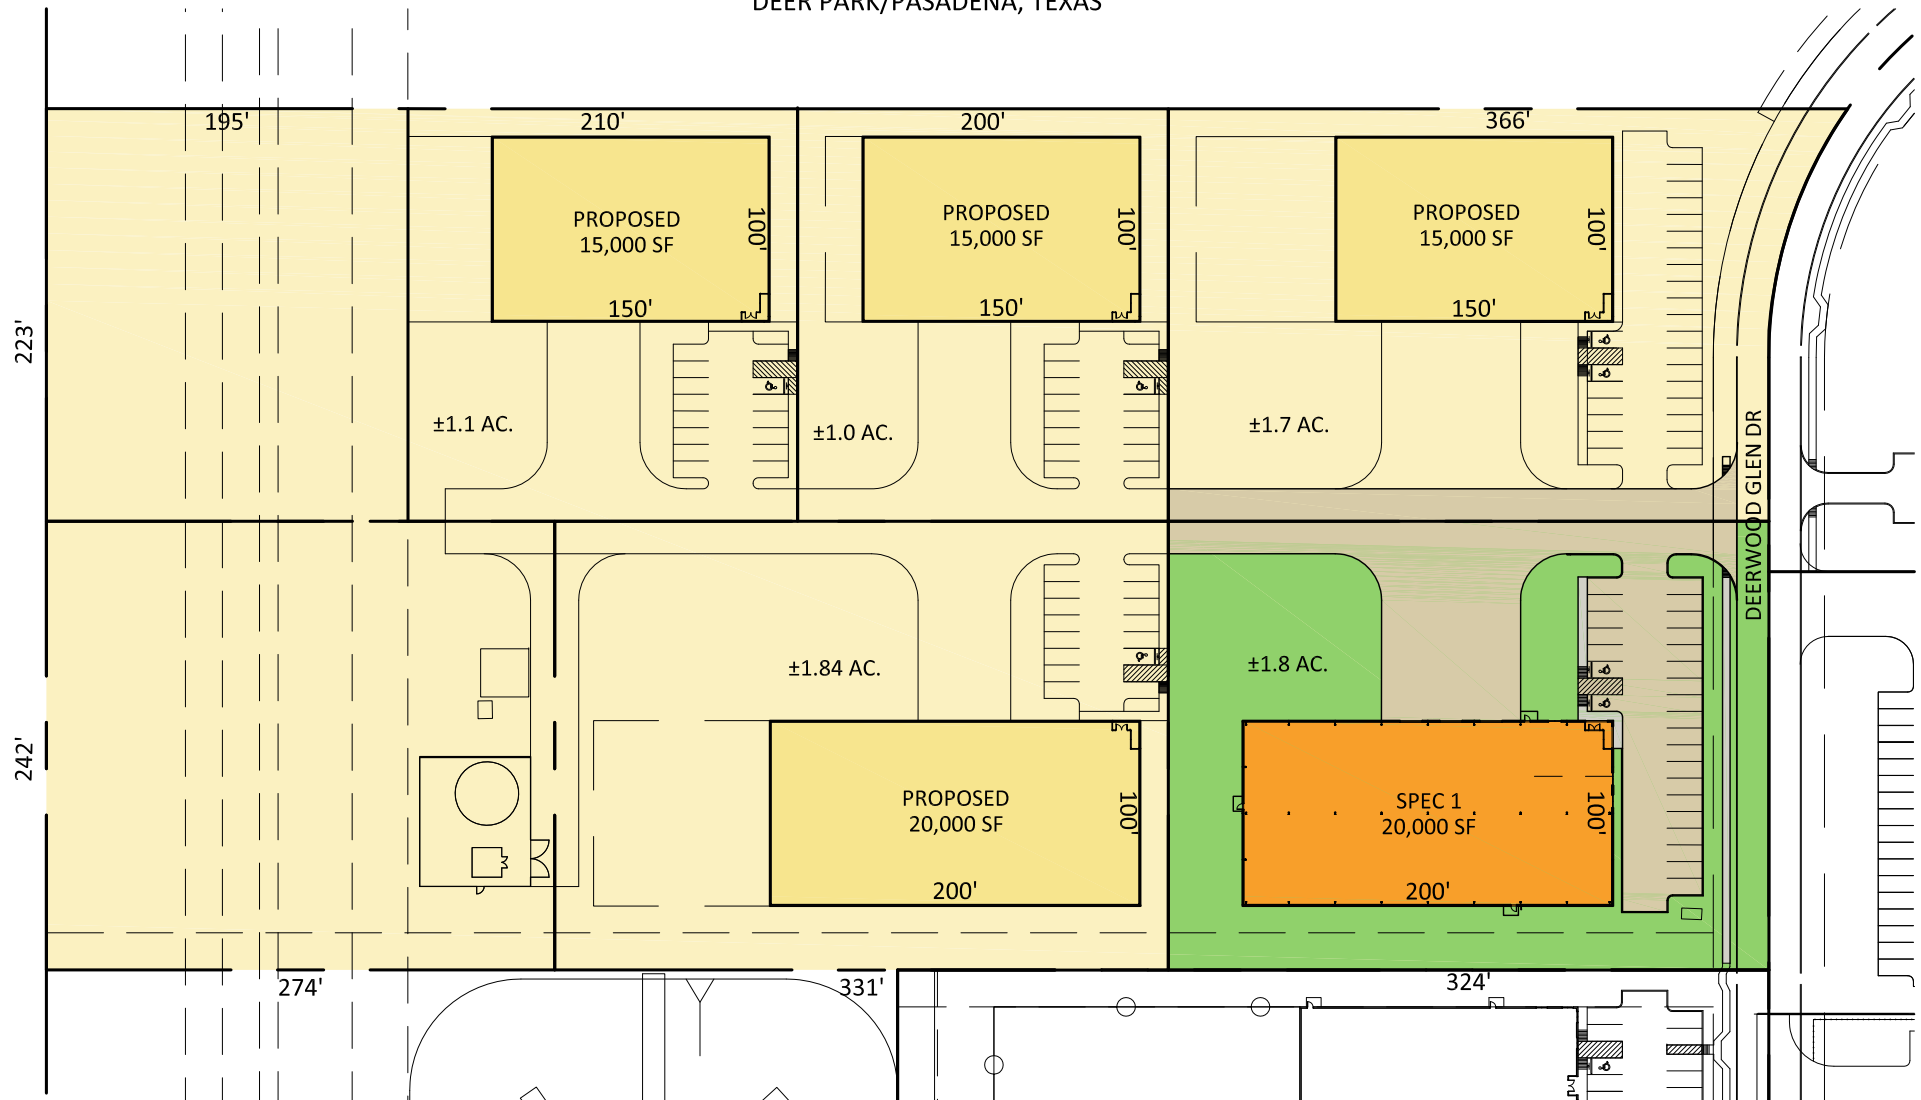 DEER PARK/PASADENA, TEXAS
195'
210'
200'
366'
PROPOSED
15,000 SF
100'
150'
PROPOSED
15,000 SF
100'
150'
PROPOSED
15,000 SF
100'
150'
223'
±1.1 AC.
±1.0 AC.
±1.7 AC.
DEERWOOD GLEN DR
±1.84 AC.
±1.8 AC.
242'
PROPOSED
20,000 SF
100'
200'
SPEC 1
20,000 SF
100'
200'
274'
331'
324'